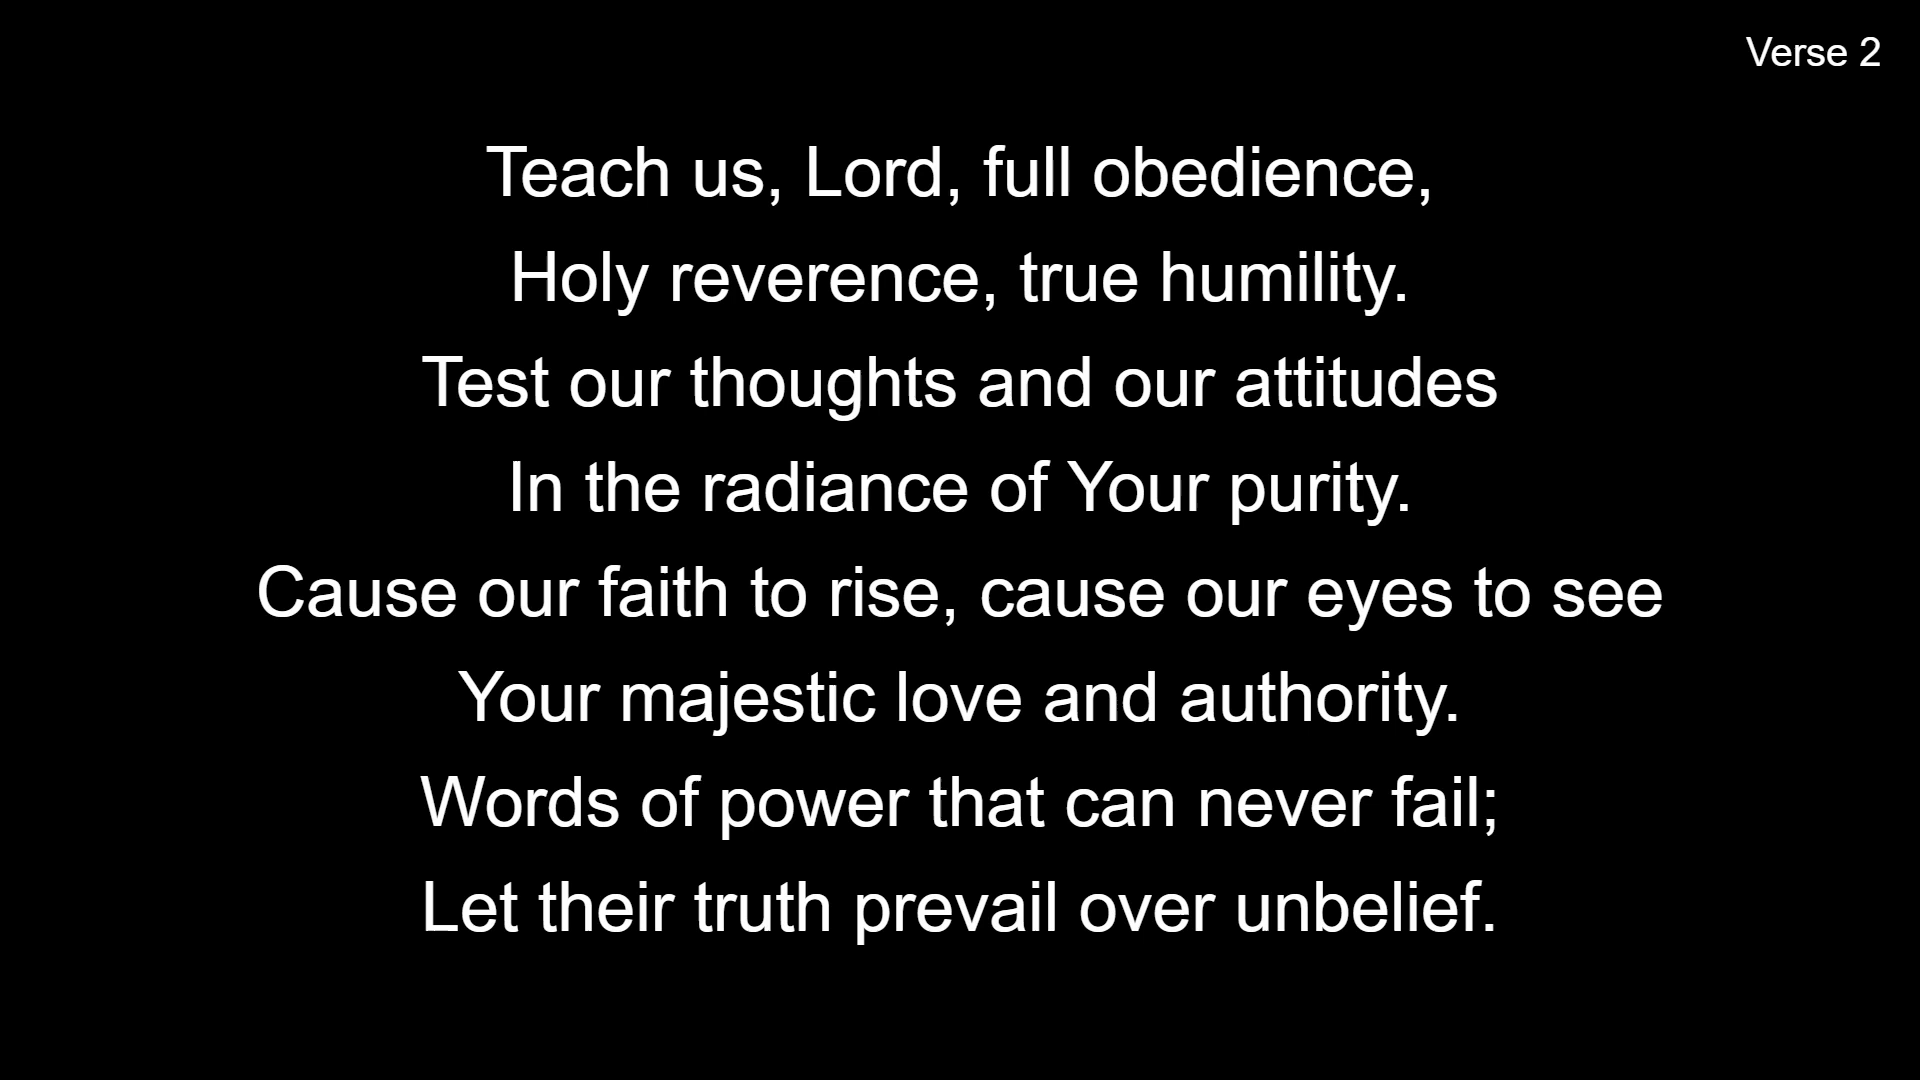 Verse 2
Teach us, Lord, full obedience,
Holy reverence, true humility.
Test our thoughts and our attitudes
In the radiance of Your purity.
Cause our faith to rise, cause our eyes to see
Your majestic love and authority.
Words of power that can never fail;
Let their truth prevail over unbelief.